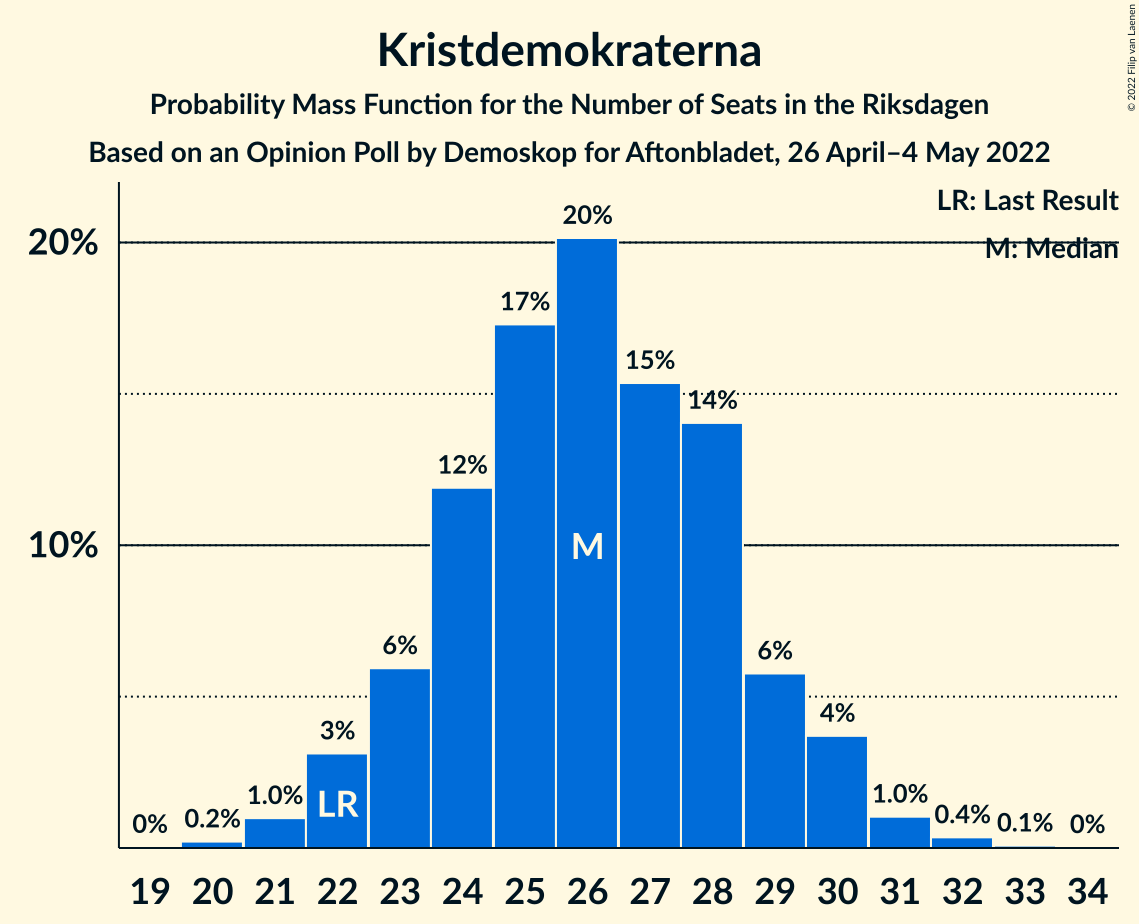 Kristdemokraterna
Probability Mass Function for the Number of Seats in the Riksdagen
Based on an Opinion Poll by Demoskop for Aftonbladet, 26 April–4 May 2022
© 2022 Filip van Laenen
LR: Last Result
M: Median
20%
10%
0%
0.2%
1.0%
3%
6%
12%
17%
20%
15%
14%
6%
4%
1.0%
0.4%
0.1%
0%
LR
M
19 20 21 22 23 24 25 26 27 28 29 30 31 32 33 34